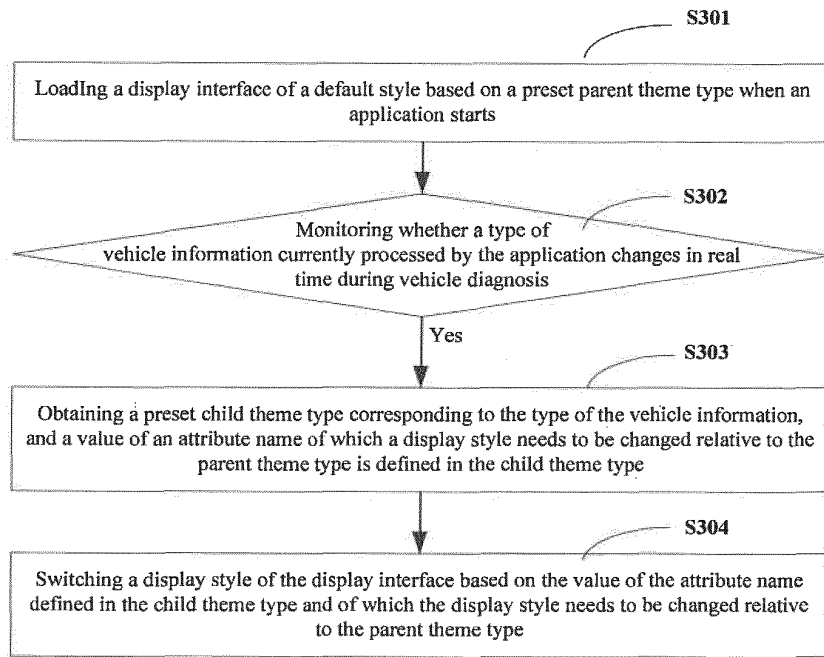 S301
LoadIng a display interface of a default style based on a preset parent theme type when an
application starts
S302
Monitoring whether a type of
vehicle information currently processed by the application changes in real
time during vehicle diagnosis
Yes
S303
Obtaining a preset child theme type corresponding to the type of the vehicle information,
and a value of an attribute name of which a display style needs to be changed relative to the
parent theme type is defined in the child theme type
S304
Switching a display style of the display interface based on the value of the attribute name
defined in the child theme type and of which the display style needs to be changed relative
to the parent theme type